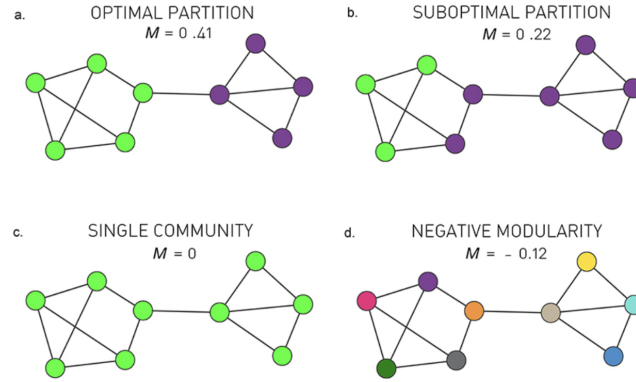 a. OPTIMAL PARTITION
M = 0 .41
b. SUBOPTIMAL PARTITION
M = 0 .22
c. SINGLE COMMUNITY
M = 0
d. NEGATIVE MODULARITY
M = - 0.12